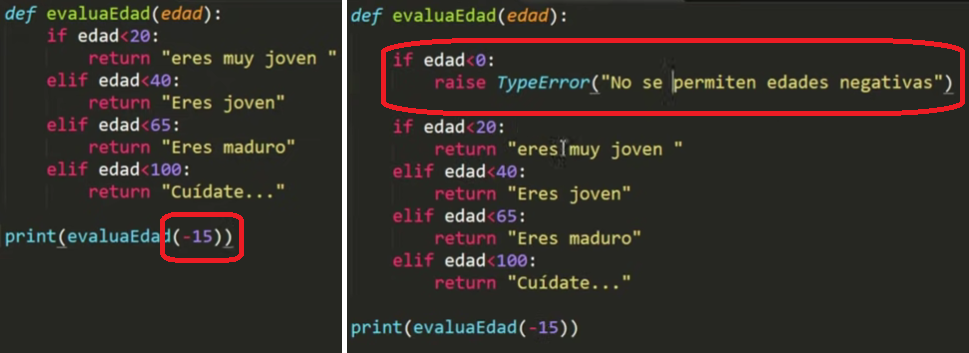 def evaluaEdad(edad):
if edad<20:
return "eres muy joven "
elif edad<40:
return "Eres joven"
elif edad<65:
return "Eres maduro"
elif edad<100:
return "Cuídate..."
print(evaluaEdad(-15))
def evaluaEdad(edad):
if edad<0:
raise TypeError("No se permiten edades negativas")
if edad<20:
return "eres muy joven "
elif edad<40:
return "Eres joven"
elif edad<65:
return "Eres maduro"
elif edad<100:
return "Cuídate..."
print(evaluaEdad(-15))